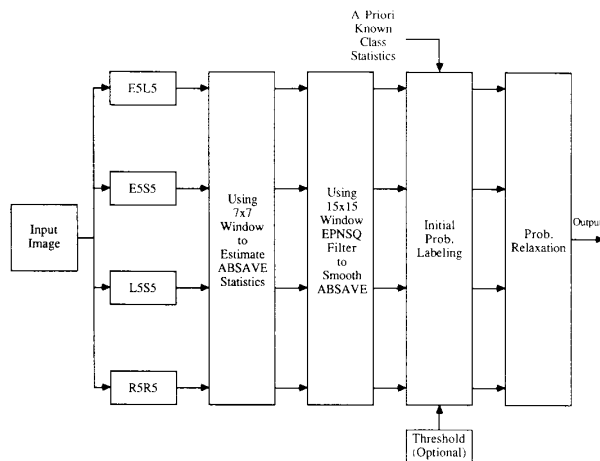 A Priori
Known
Class
Statistics
E5L5
E5S5
Input
Image
L5S5
R5R5
Using
7x7
Window
to
Estimate
ABSAVE
Statistics
Using
15x15
Window
EPNSQ
Filter
to
Smooth
ABSAVE
Initial
Prob.
Labeling
Prob.
Relaxation
Output
Threshold
(Optional)